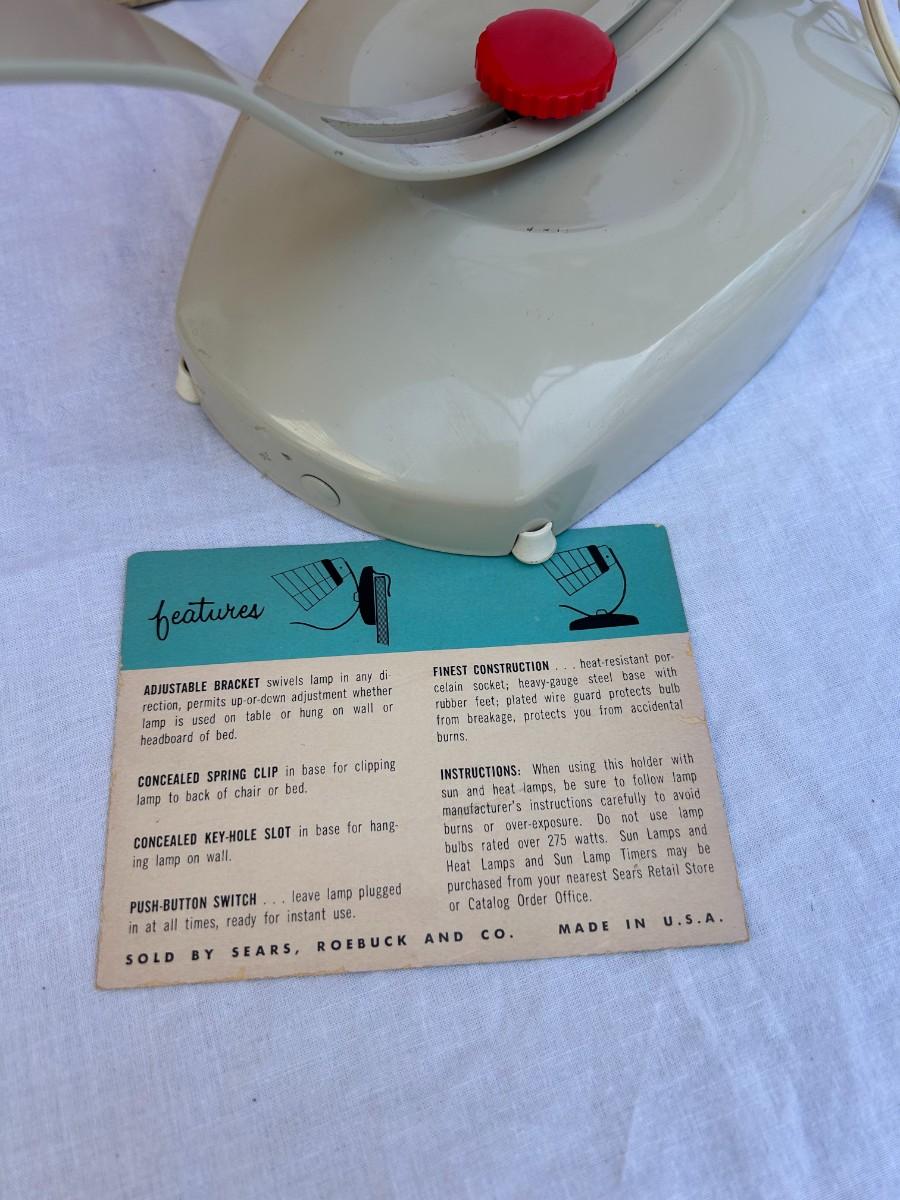 features
ADJUSTABLE BRACKET swivels lamp in any di-
rection, permits up-or-down adjustment whether
lamp is used on table or hung on wall or
headboard of bed.
CONCEALED SPRING CLIP in base for clipping
lamp to back of chair or bed.
CONCEALED KEY-HOLE SLOT in base for hang-
ing lamp on wall.
PUSH-BUTTON SWITCH . . . leave lamp plugged
in at all times, ready for instant use.
FINEST CONSTRUCTION . . . heat-resistant por-
celain socket; heavy-gauge steel base with
rubber feet; plated wire guard protects bulb
from breakage, protects you from accidental
burns.
INSTRUCTIONS: When using this holder with
sun and heat lamps, be sure to follow lamp
manufacturer's instructions carefully to avoid
burns or over-exposure. Do not use lamp
bulbs rated over 275 watts. Sun Lamps and
Heat Lamps and Sun Lamp Timers may be
purchased from your nearest Sears Retail Store
or Catalog Order Office.
SOLD BY SEARS, ROEBUCK AND CO. MADE IN U.S.A.